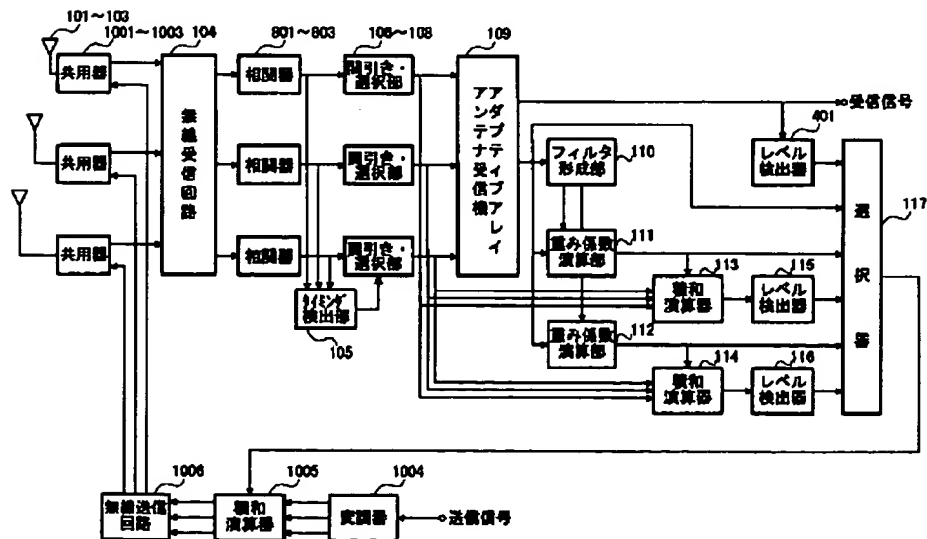 101～103
1001～1003
104
801～803
106～108
109
共用器
共用器
共用器
無線受信回路
相関器
相関器
相関器
間引き・
選択部
間引き・
選択部
間引き・
選択部
タイミング
検出部
105
アダプティブアレイ
アンテナ受信機
受信信号
401
レベル
検出器
フィルタ
形成部
110
重み係数
演算部
111
重み係数
演算部
112
113
積和
演算器
115
レベル
検出器
114
積和
演算器
116
レベル
検出器
選択器
117
1006
無線送信
回路
1005
積和
演算器
1004
変調器
送信信号